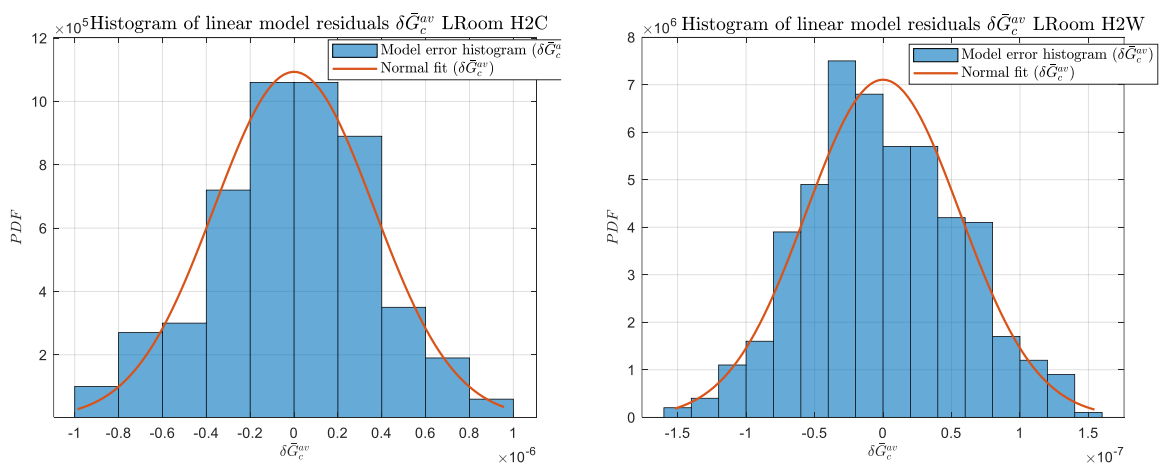 ×10^5
Histogram of linear model residuals δḠ_c^{av} LRoom H2C
Model error histogram (δḠ_c^a
Normal fit (δḠ_c^{av})
12
10
8
6
4
2
PDF
-1 -0.8 -0.6 -0.4 -0.2 0 0.2 0.4 0.6 0.8 1
δḠ_c^{av}
×10^-6
×10^6
Histogram of linear model residuals δḠ_c^{av} LRoom H2W
Model error histogram (δḠ_c^{av})
Normal fit (δḠ_c^{av})
8
7
6
5
4
3
2
1
0
PDF
-1.5 -1 -0.5 0 0.5 1 1.5
δḠ_c^{av}
×10^-7